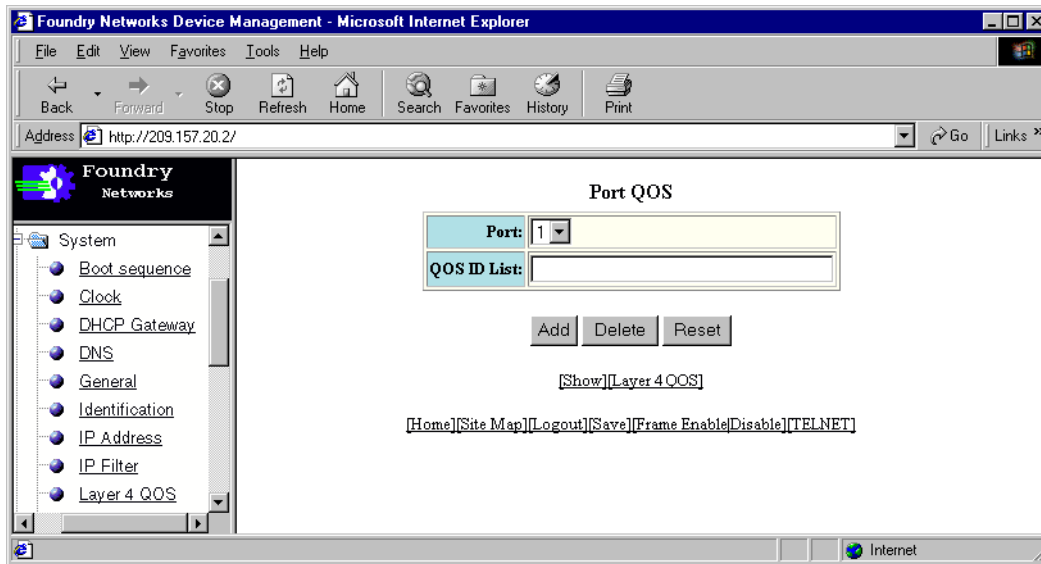 Foundry Networks Device Management - Microsoft Internet Explorer
File Edit View Favorites Tools Help
Back Forward Stop Refresh Home Search Favorites History Print
Address http://209.157.20.2/ Go Links »
Foundry
Networks
System
Boot sequence
Clock
DHCP Gateway
DNS
General
Identification
IP Address
IP Filter
Layer 4 QOS
Port QOS
Port: 1
QOS ID List:
Add Delete Reset
[Show][Layer 4 QOS]
[Home][Site Map][Logout][Save][Frame Enable|Disable][TELNET]
Internet